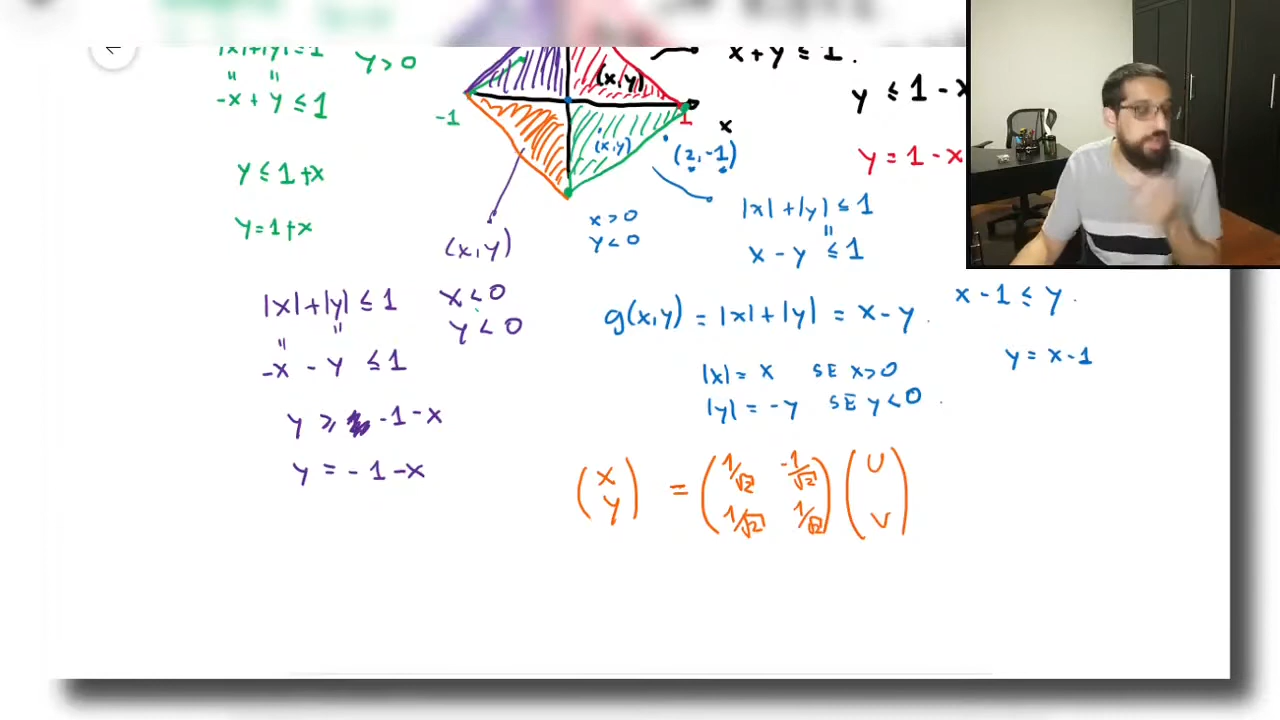 |x|+|y|=1
y>0
-x+y≤1
y≤1+x
y=1+x
(x,y)
-1
1
x
(x,y)
(2,-1)
x+y≤1.
y≤1-x
y=1-x
x>0
y<0
|x|+|y|≤1
x-y≤1
(x,y)
|x|+|y|≤1
x<0
y<0
-x-y≤1
y≥ -1-x
y=-1-x
g(x,y)=|x|+|y|=x-y.
x-1≤y.
y=x-1
|x|=x SE x>0
|y|=-y SE y<0.
(x y) = (1/√2 -1/√2 1/√2 1/√2) (U V)